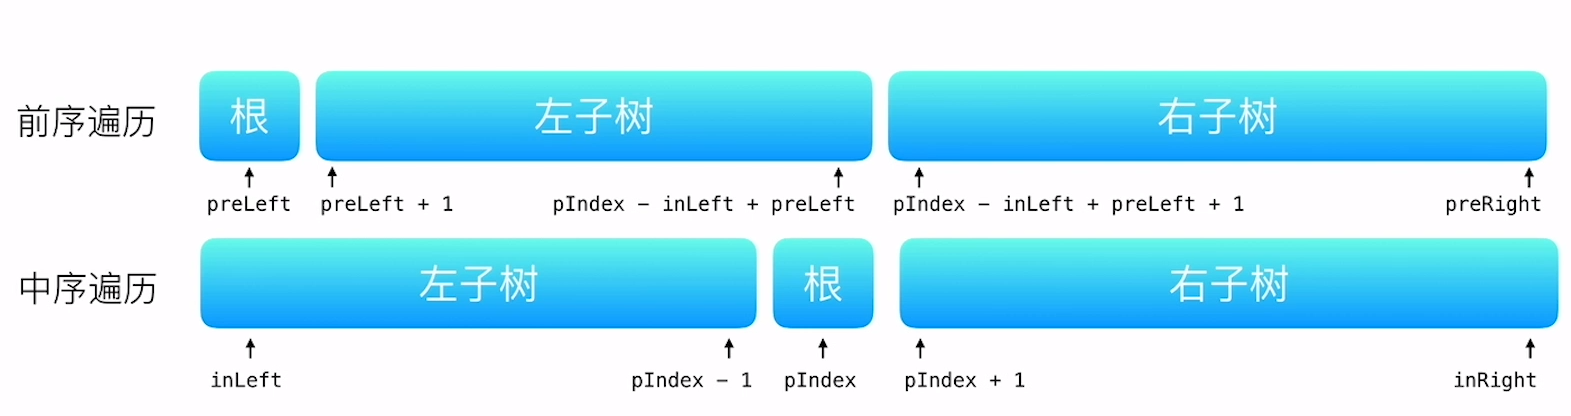 前序遍历 根 左子树 右子树
preLeft preLeft + 1 pIndex − inLeft + preLeft pIndex − inLeft + preLeft + 1 preRight
中序遍历 左子树 根 右子树
inLeft pIndex − 1 pIndex pIndex + 1 inRight